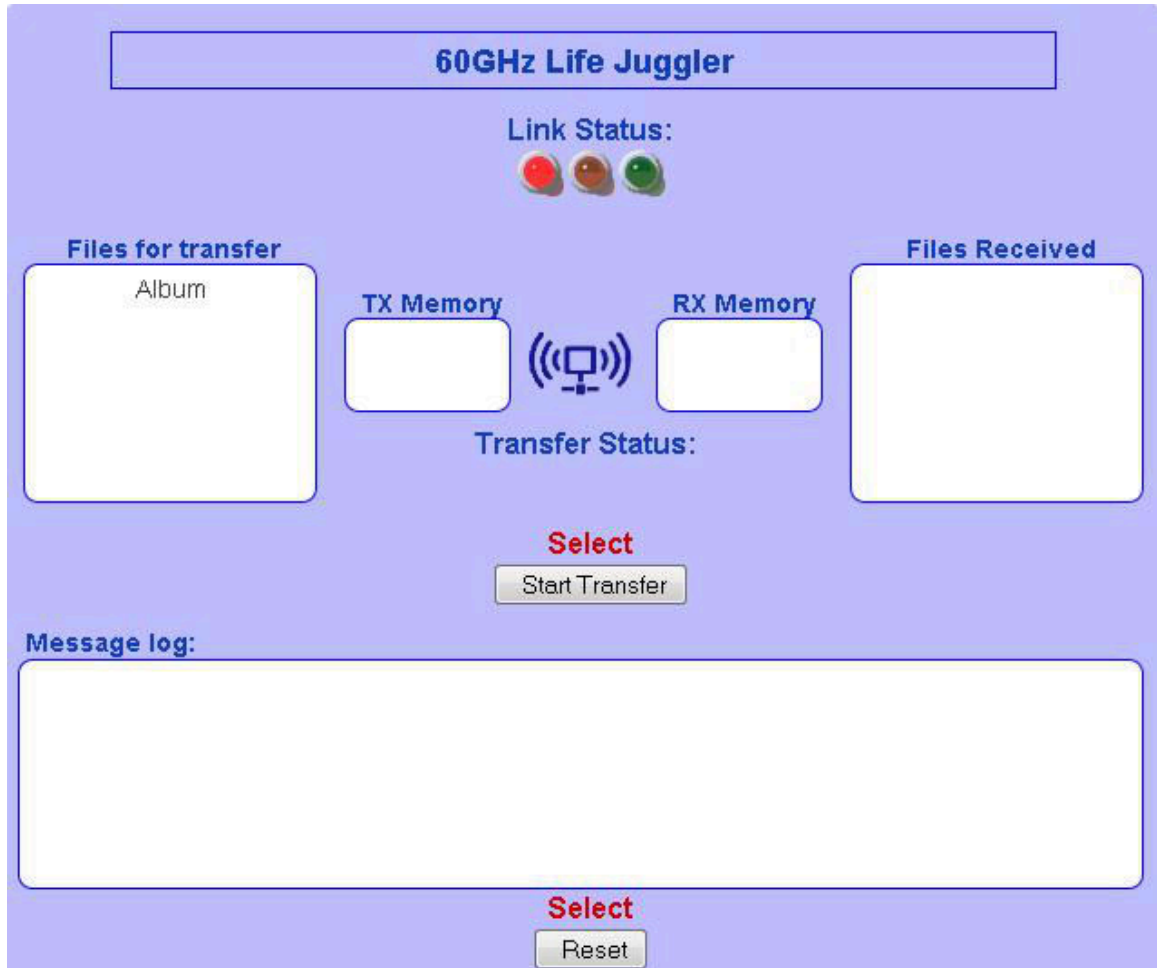 60GHz Life Juggler
Link Status:
Files for transfer
Files Received
Album
TX Memory
RX Memory
Transfer Status:
Select
Start Transfer
Message log:
Select
Reset